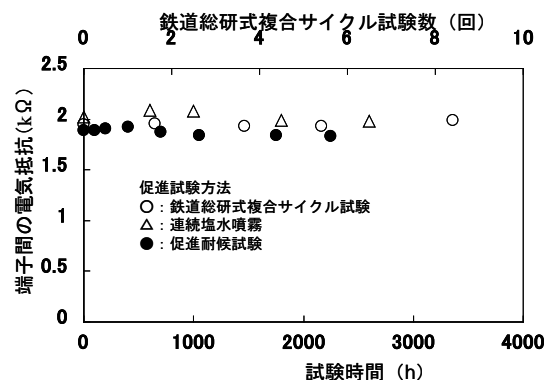 鉄道総研式複合サイクル試験数（回）
0 2 4 6 8 10
端子間の電気抵抗(kΩ)
2.5
2
1.5
1
0.5
0
促進試験方法
○：鉄道総研式複合サイクル試験
△：連続塩水噴霧
●：促進耐候試験
0 1000 2000 3000 4000
試験時間（h）